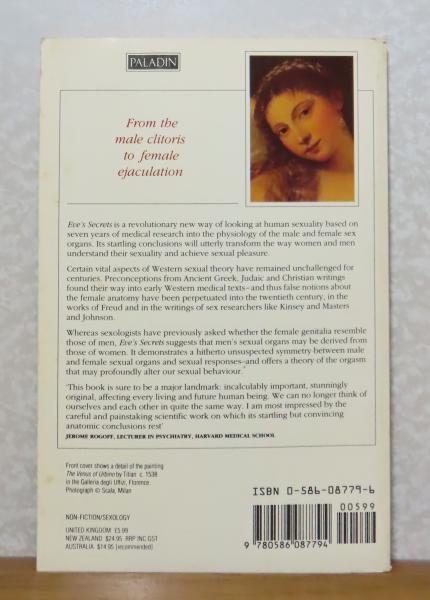 PALADIN
From the
male clitoris
to female
ejaculation
Eve's Secrets is a revolutionary new way of looking at human sexuality based on
seven years of medical research into the physiology of the male and female sex
organs. Its startling conclusions will utterly transform the way women and men
understand their sexuality and achieve sexual pleasure.
Certain vital aspects of Western sexual theory have remained unchallenged for
centuries. Preconceptions from Ancient Greek, Judaic and Christian writings
found their way into early Western medical texts–and thus false notions about
the female anatomy have been perpetuated into the twentieth century, in
the works of Freud and in the writings of sex researchers like Kinsey and Masters
and Johnson.
Whereas sexologists have previously asked whether the female genitalia resemble
those of men, Eve's Secrets suggests that men's sexual organs may be derived from
those of women. It demonstrates a hitherto unsuspected symmetry between male
and female sexual organs and sexual responses–and offers a theory of the orgasm
that may profoundly alter our sexual behaviour.
'This book is sure to be a major landmark: incalculably important, stunningly
original, affecting every living and future human being. We can no longer think of
ourselves and each other in quite the same way. I am most impressed by the
careful and painstaking scientific work on which its startling but convincing
anatomic conclusions rest'
JEROME ROGOFF, LECTURER IN PSYCHIATRY, HARVARD MEDICAL SCHOOL
Front cover shows a detail of the painting
The Venus of Urbino by Titian c. 1538
in the Galleria degli Uffizi, Florence.
Photograph © Scala, Milan
ISBN 0-586-08779-6
00599
NON-FICTION/SEXOLOGY
UNITED KINGDOM £5.99
NEW ZEALAND $24.95 RRP INC GST
AUSTRALIA $14.95 (recommended)
9 780586 087794